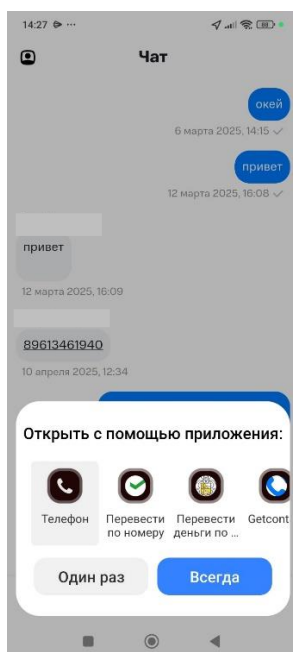 14:27
Чат
окей
6 марта 2025, 14:15
привет
12 марта 2025, 16:08
привет
12 марта 2025, 16:09
89613461940
10 апреля 2025, 12:34
Открыть с помощью приложения:
Телефон
Перевести
по номеру
Перевести
деньги по ...
Getcont
Один раз
Всегда